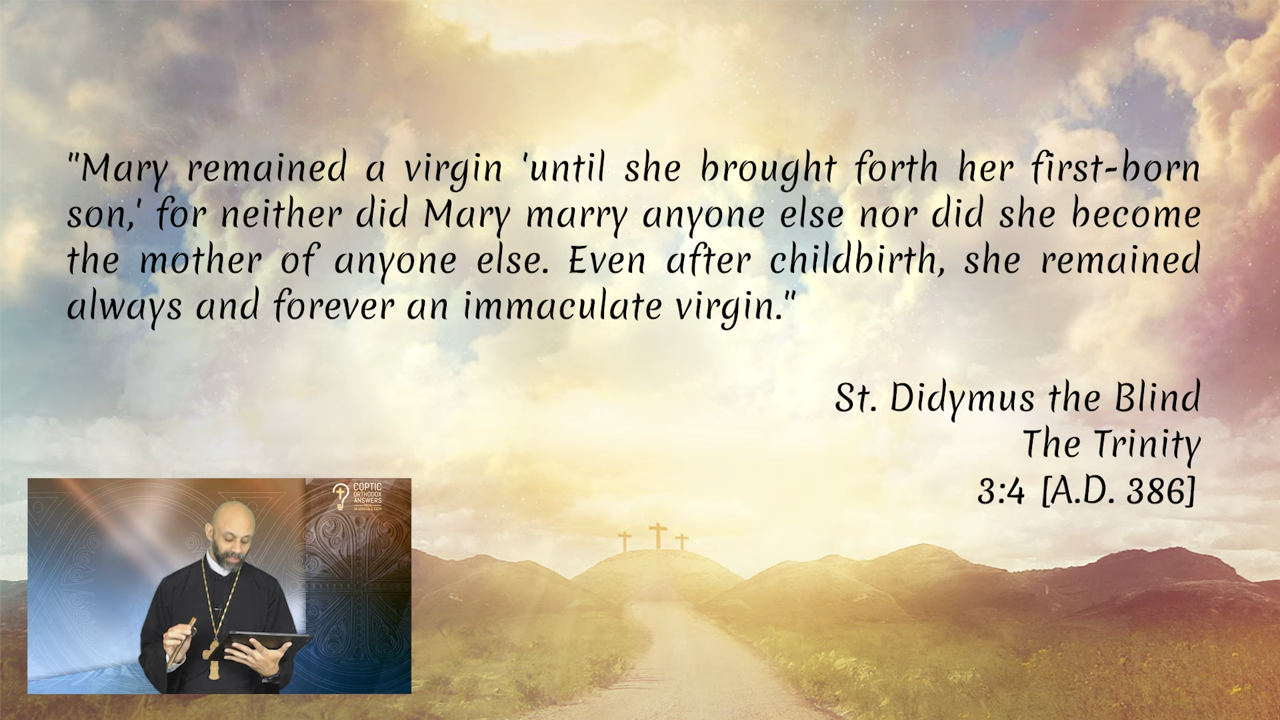 "Mary remained a virgin 'until she brought forth her first-born
son,' for neither did Mary marry anyone else nor did she become
the mother of anyone else. Even after childbirth, she remained
always and forever an immaculate virgin."
St. Didymus the Blind
The Trinity
3:4 [A.D. 386]
COPTIC
ORTHODOX
ANSWERS